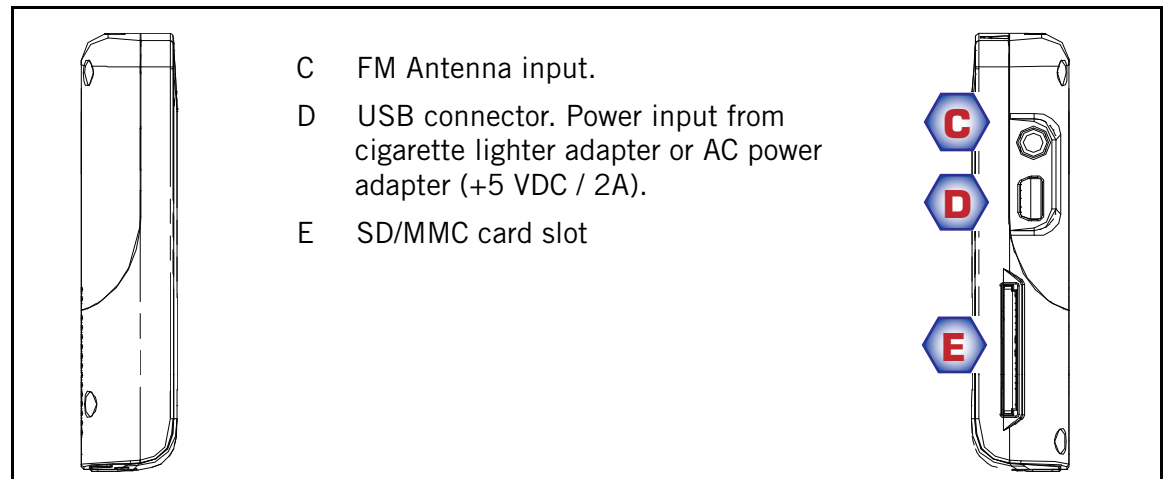 C FM Antenna input.
D USB connector. Power input from
cigarette lighter adapter or AC power
adapter (+5 VDC / 2A).
E SD/MMC card slot
C
D
E